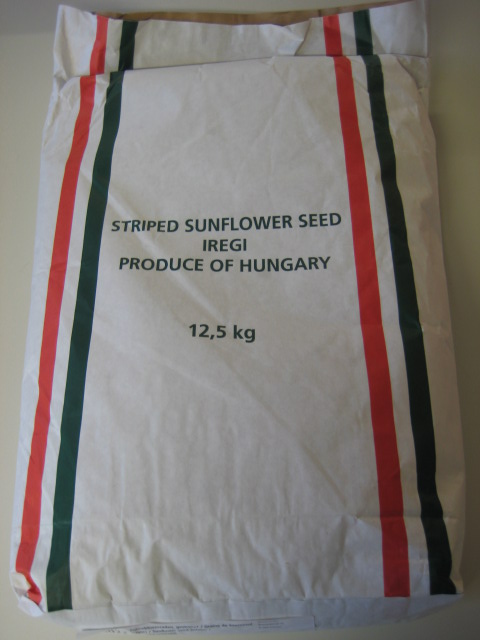 STRIPED SUNFLOWER SEED
IREGI
PRODUCE OF HUNGARY
12,5 kg